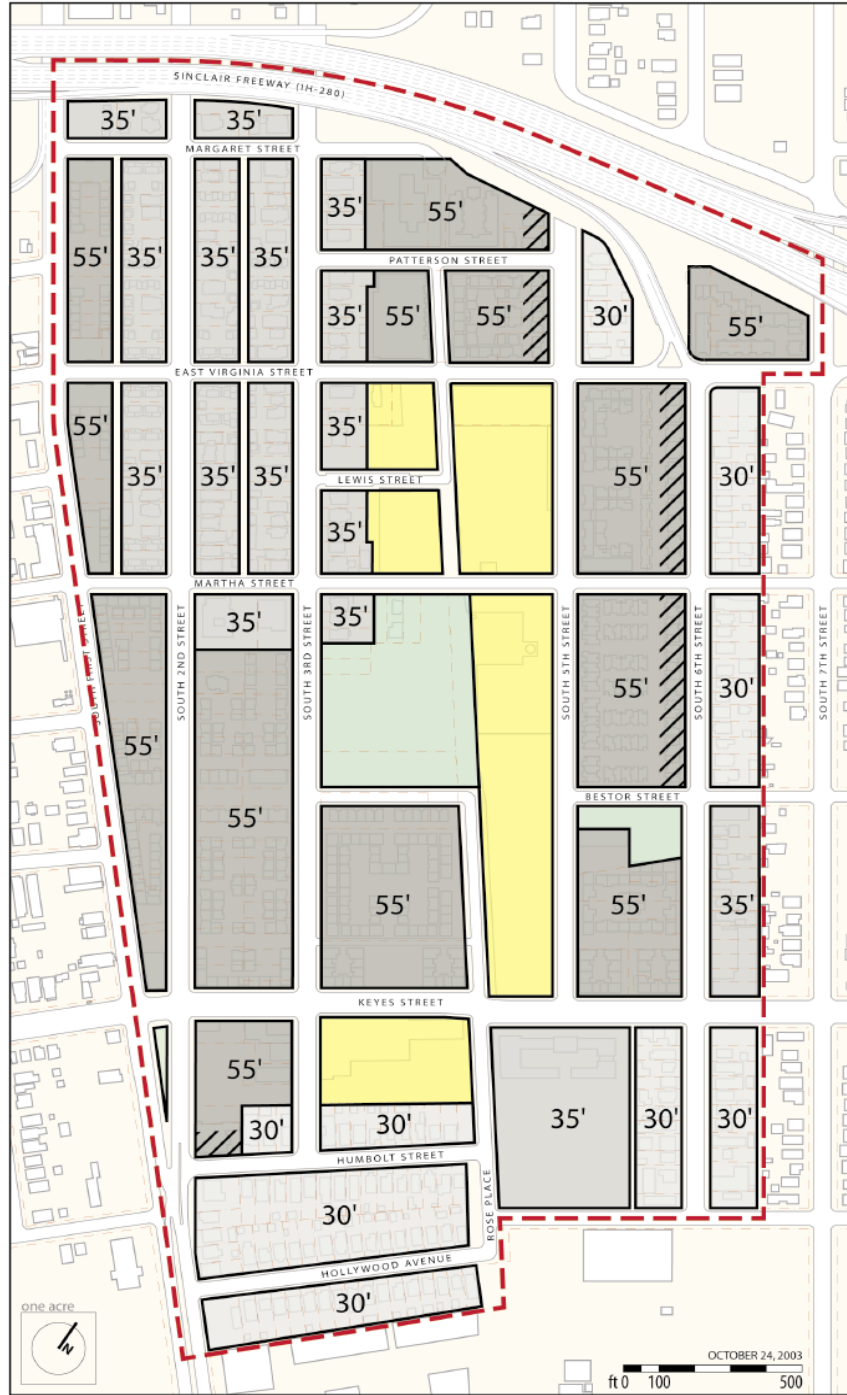 SINCLAIR FREEWAY (IH-280)
35' 35'
MARGARET STREET
35' 55'
55' 35' 35' 35'
PATTERSON STREET
35' 55' 55' 30' 55'
EAST VIRGINIA STREET
55' 35' 35' 35' 35' 55' 30'
LEWIS STREET
35'
MARTHA STREET
SOUTH FIRST STREET
SOUTH 2ND STREET
SOUTH 3RD STREET
SOUTH 5TH STREET
SOUTH 6TH STREET
SOUTH 7TH STREET
35' 35'
55' 30'
55'
BESTOR STREET
55'
55' 55' 35'
KEYES STREET
55'
30' 30' 35' 30' 30'
HUMBOLT STREET
ROSE PLACE
30'
HOLLYWOOD AVENUE
30'
one acre
N
OCTOBER 24, 2003
ft 0 100 500